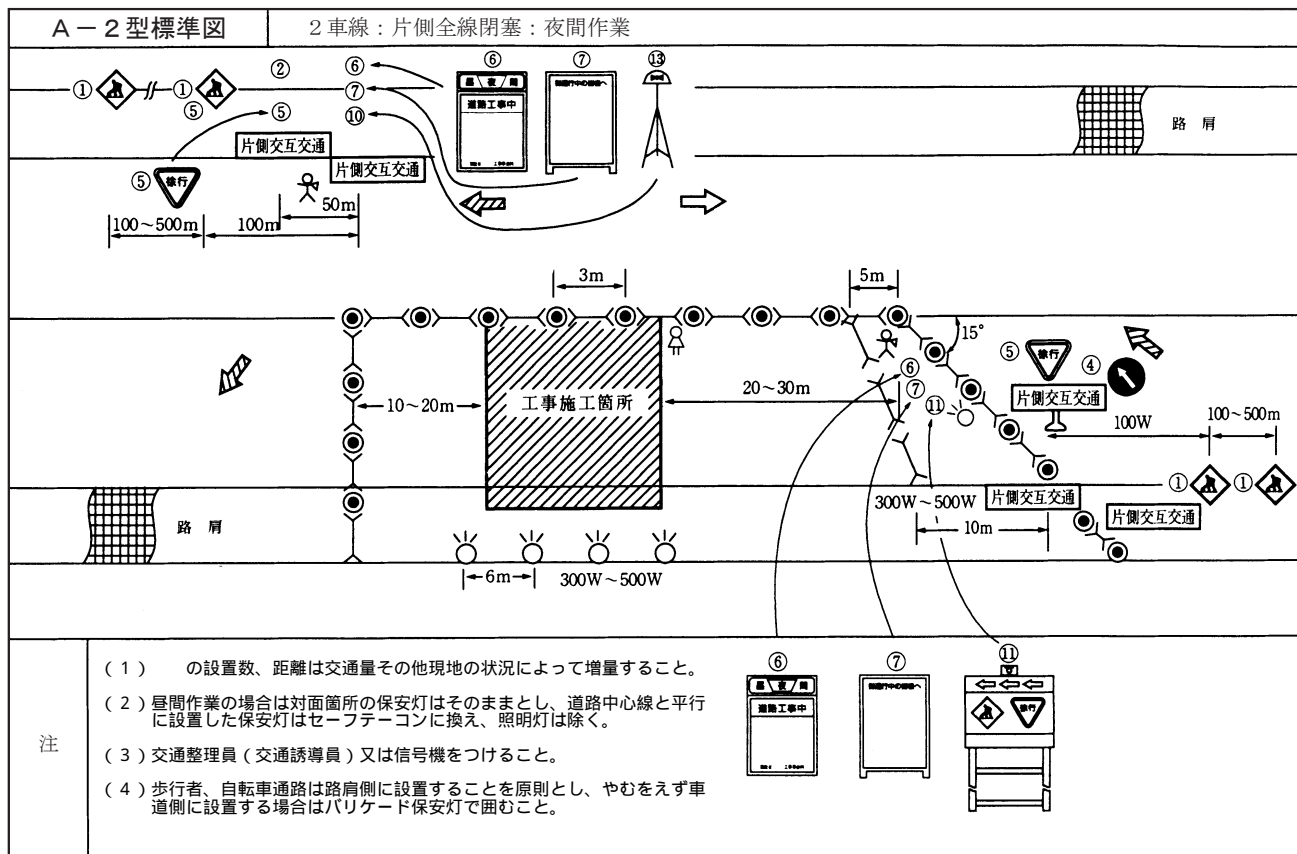 A－2型標準図
2車線：片側全線閉塞：夜間作業
①
①
②
⑥
⑦
⑩
⑤
⑤
⑥
⑦
⑬
昼 夜 間
道路工事中
片側交互交通
片側交互交通
⑤
徐行
50m
100～500m
100m
路肩
3m
5m
15°
⑤
徐行
④
⑥
⑦
⑪
片側交互交通
10～20m
工事施工箇所
20～30m
100W
100～500m
①
①
路肩
300W～500W
片側交互交通
片側交互交通
10m
6m
300W～500W
注
（1）　　の設置数、距離は交通量その他現地の状況によって増量すること。
（2）昼間作業の場合は対面箇所の保安灯はそのままとし、道路中心線と平行
に設置した保安灯はセーフテーコンに換え、照明灯は除く。
（3）交通整理員（交通誘導員）又は信号機をつけること。
（4）歩行者、自転車通路は路肩側に設置することを原則とし、やむをえず車
道側に設置する場合はバリケード保安灯で囲むこと。
⑥
⑦
⑪
昼 夜 間
道路工事中
徐行